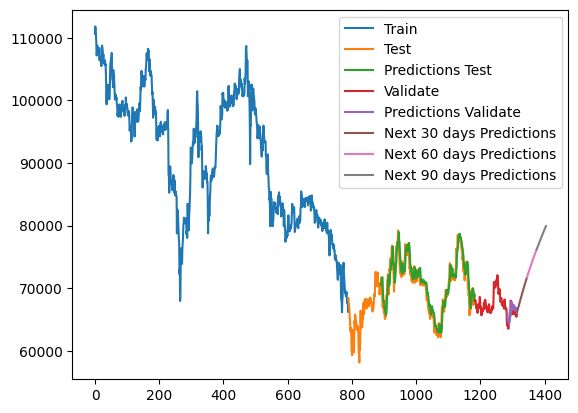 110000
100000
90000
80000
70000
60000
0
200
400
600
800
1000
1200
1400
Train
Test
Predictions Test
Validate
Predictions Validate
Next 30 days Predictions
Next 60 days Predictions
Next 90 days Predictions